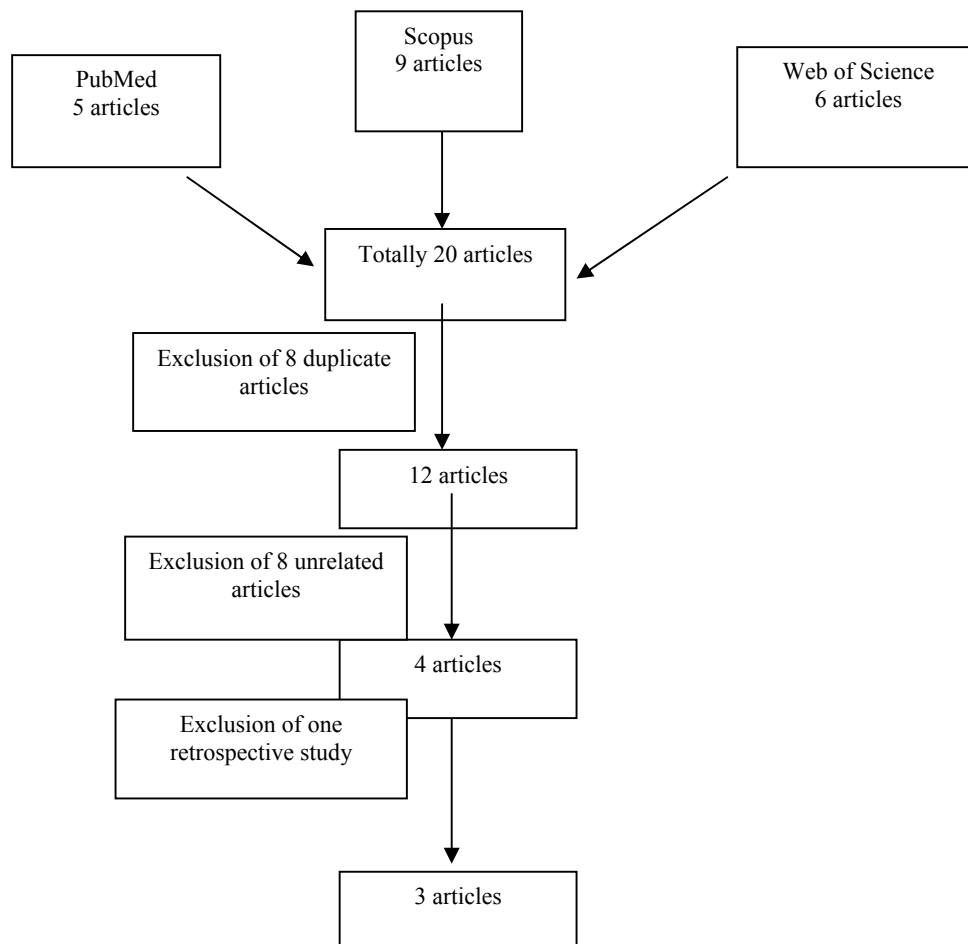 PubMed
5 articles
Scopus
9 articles
Web of Science
6 articles
Totally 20 articles
Exclusion of 8 duplicate
articles
12 articles
Exclusion of 8 unrelated
articles
4 articles
Exclusion of one
retrospective study
3 articles